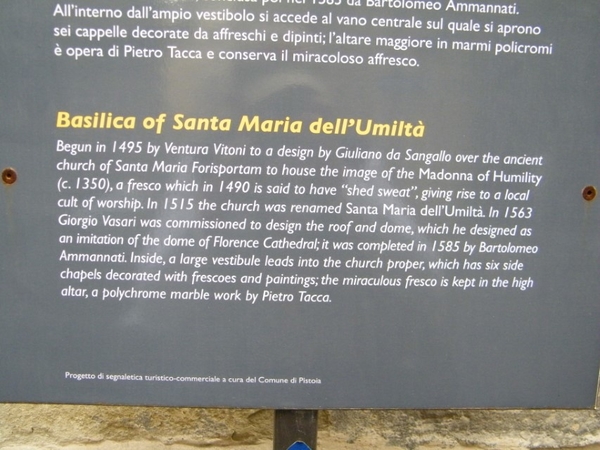 da Bartolomeo Ammannati.
All'interno dall'ampio vestibolo si accede al vano centrale sul quale si aprono
sei cappelle decorate da affreschi e dipinti; l'altare maggiore in marmi policromi
è opera di Pietro Tacca e conserva il miracoloso affresco.
Basilica of Santa Maria dell'Umiltà
Begun in 1495 by Ventura Vitoni to a design by Giuliano da Sangallo over the ancient
church of Santa Maria Forisportam to house the image of the Madonna of Humility
(c. 1350), a fresco which in 1490 is said to have "shed sweat", giving rise to a local
cult of worship. In 1515 the church was renamed Santa Maria dell'Umiltà. In 1563
Giorgio Vasari was commissioned to design the roof and dome, which he designed as
an imitation of the dome of Florence Cathedral; it was completed in 1585 by Bartolomeo
Ammannati. Inside, a large vestibule leads into the church proper, which has six side
chapels decorated with frescoes and paintings; the miraculous fresco is kept in the high
altar, a polychrome marble work by Pietro Tacca.
Progetto di segnaletica turistico-commerciale a cura del Comune di Pistoia